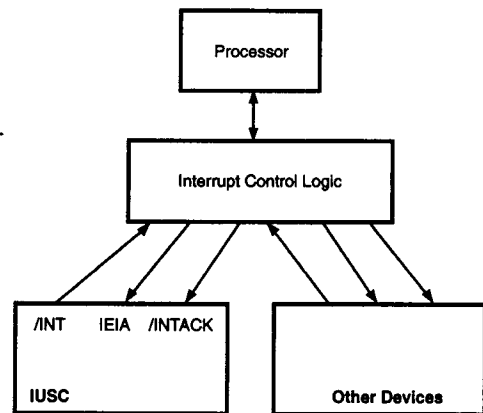 Processor
Interrupt Control Logic
/INT IEIA /INTACK
IUSC
Other Devices